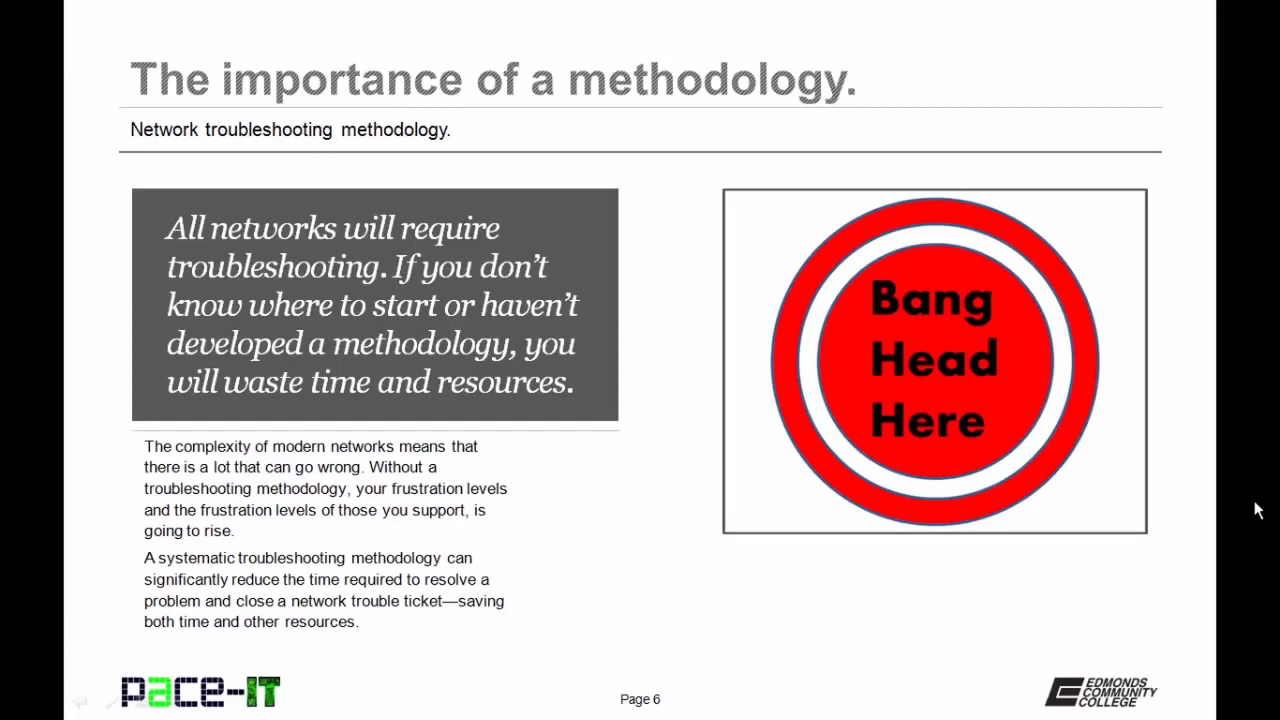 The importance of a methodology.
Network troubleshooting methodology.
All networks will require
troubleshooting. If you don't
know where to start or haven't
developed a methodology, you
will waste time and resources.
The complexity of modern networks means that
there is a lot that can go wrong. Without a
troubleshooting methodology, your frustration levels
and the frustration levels of those you support, is
going to rise.
A systematic troubleshooting methodology can
significantly reduce the time required to resolve a
problem and close a network trouble ticket—saving
both time and other resources.
Bang
Head
Here
pace-IT
Page 6
EDMONDS
COMMUNITY
COLLEGE